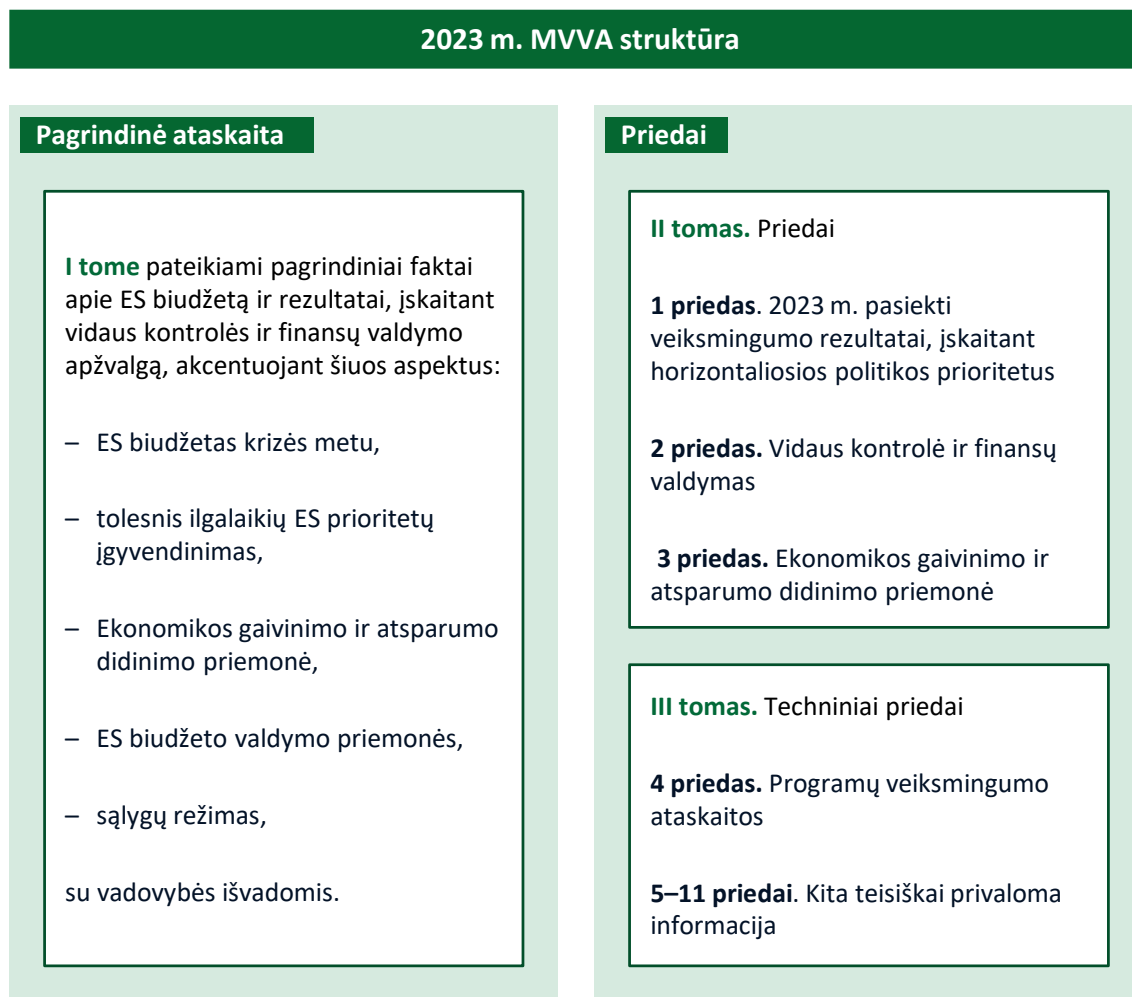 2023 m. MVVA struktūra
Pagrindinė ataskaita
I tome pateikiami pagrindiniai faktai
apie ES biudžetą ir rezultatai, įskaitant
vidaus kontrolės ir finansų valdymo
apžvalgą, akcentuojant šiuos aspektus:
– ES biudžetas krizės metu,
– tolesnis ilgalaikių ES prioritetų
įgyvendinimas,
– Ekonomikos gaivinimo ir atsparumo
didinimo priemonė,
– ES biudžeto valdymo priemonės,
– sąlygų režimas,
su vadovybės išvadomis.
Priedai
II tomas. Priedai
1 priedas. 2023 m. pasiekti
veiksmingumo rezultatai, įskaitant
horizontaliosios politikos prioritetus
2 priedas. Vidaus kontrolė ir finansų
valdymas
3 priedas. Ekonomikos gaivinimo ir
atsparumo didinimo priemonė
III tomas. Techniniai priedai
4 priedas. Programų veiksmingumo
ataskaitos
5–11 priedai. Kita teisiškai privaloma
informacija